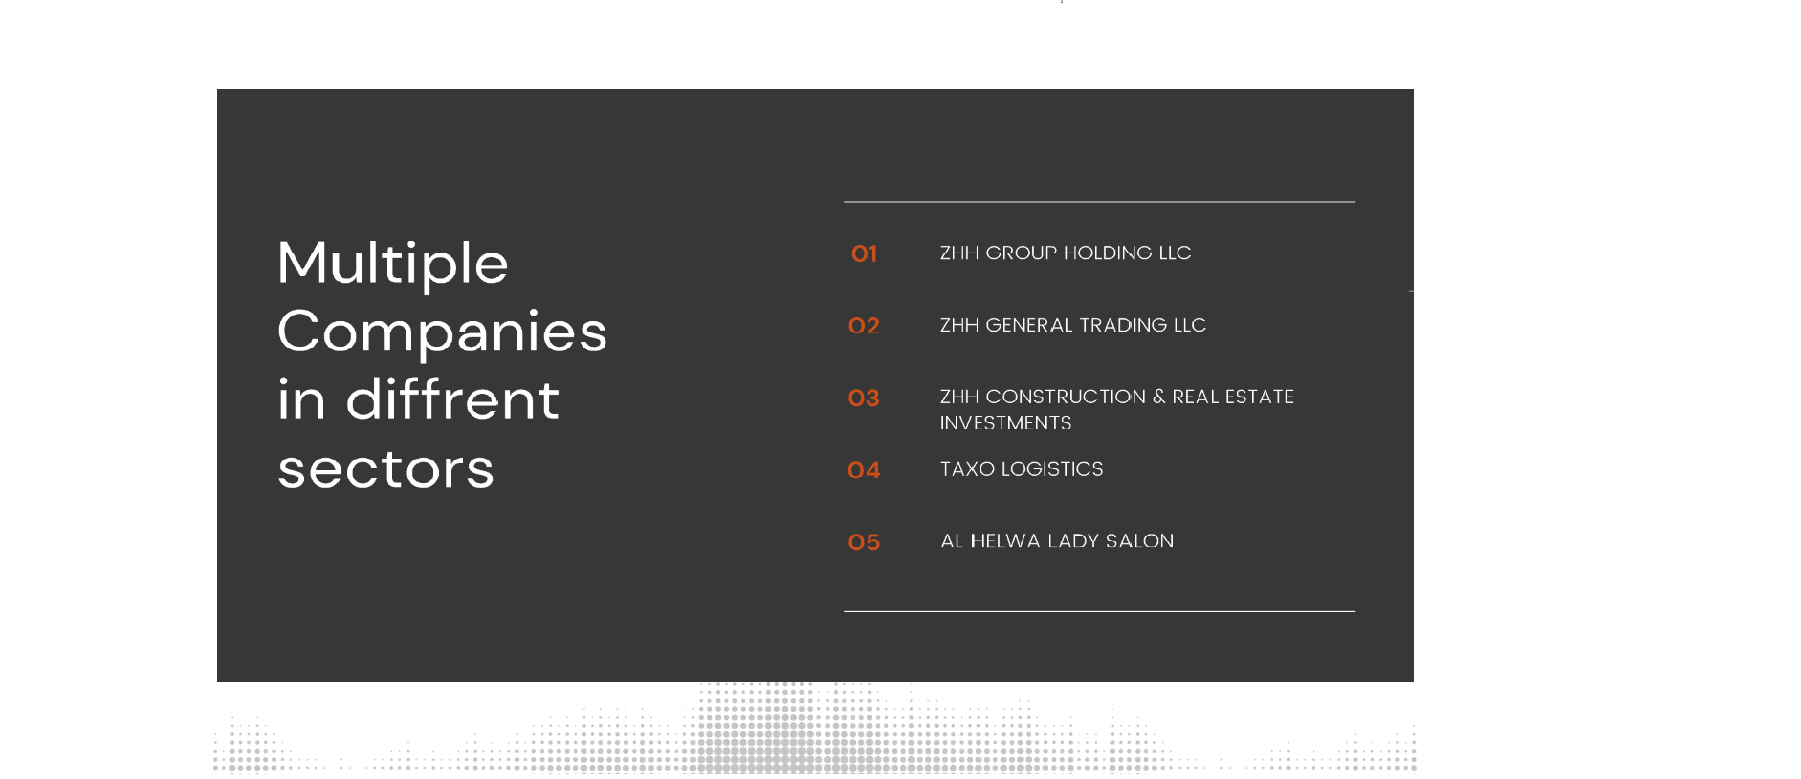 Multiple
Companies
in diffrent
sectors
01 ZHH GROUP HOLDING LLC
02 ZHH GENERAL TRADING LLC
03 ZHH CONSTRUCTION & REAL ESTATE
INVESTMENTS
04 TAXO LOGISTICS
05 AL HELWA LADY SALON